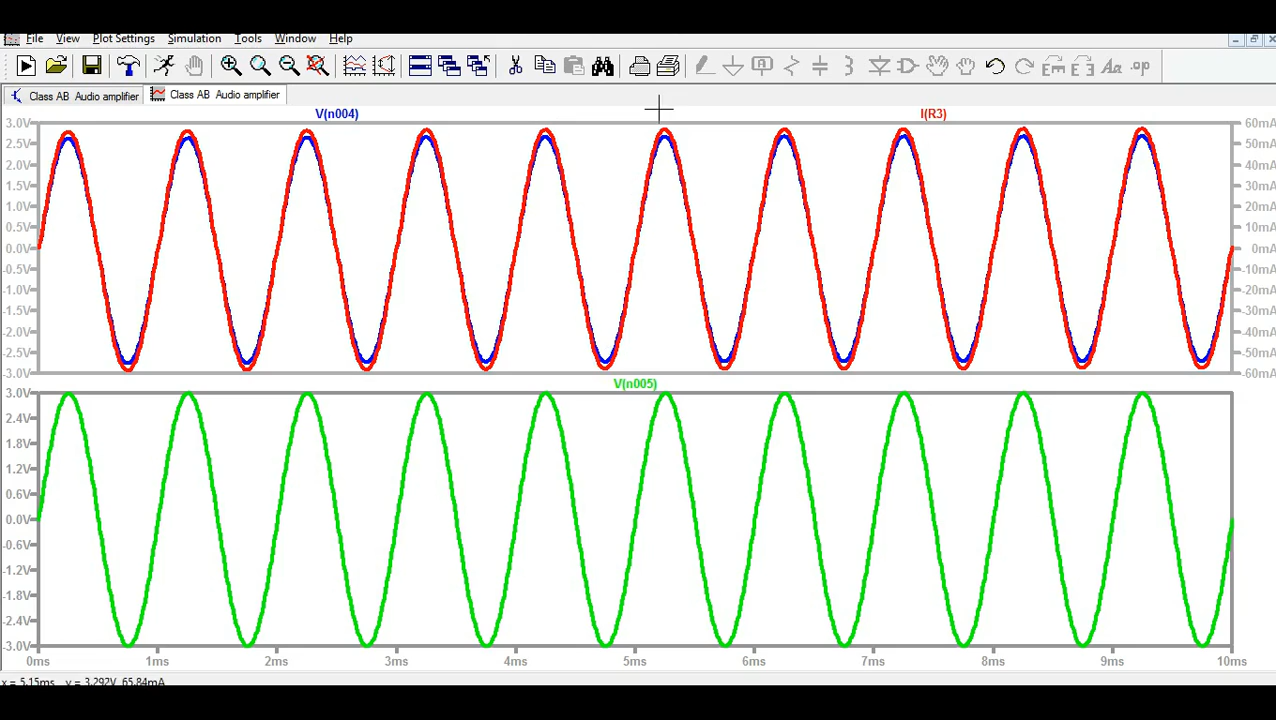 File View Plot Settings Simulation Tools Window Help
Aa .op
Class AB Audio amplifier Class AB Audio amplifier
V(n004) I(R3)
3.0V 60mA
2.5V 50mA
2.0V 40mA
1.5V 30mA
1.0V 20mA
0.5V 10mA
0.0V 0mA
-0.5V -10mA
-1.0V -20mA
-1.5V -30mA
-2.0V -40mA
-2.5V -50mA
-3.0V -60mA
V(n005)
3.0V
2.4V
1.8V
1.2V
0.6V
0.0V
-0.6V
-1.2V
-1.8V
-2.4V
-3.0V
0ms 1ms 2ms 3ms 4ms 5ms 6ms 7ms 8ms 9ms 10ms
x = 5.15ms y = 3.292V, 65.84mA